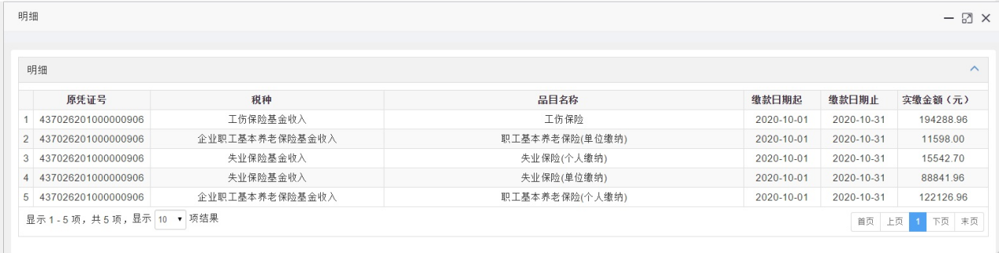 明细
明细
原凭证号 税种 品目名称 缴款日期起 缴款日期止 实缴金额（元）
1 437026201000000906 工伤保险基金收入 工伤保险 2020-10-01 2020-10-31 194288.96
2 437026201000000906 企业职工基本养老保险基金收入 职工基本养老保险(单位缴纳) 2020-10-01 2020-10-31 11598.00
3 437026201000000906 失业保险基金收入 失业保险(个人缴纳) 2020-10-01 2020-10-31 15542.70
4 437026201000000906 失业保险基金收入 失业保险(单位缴纳) 2020-10-01 2020-10-31 88841.96
5 437026201000000906 企业职工基本养老保险基金收入 职工基本养老保险(个人缴纳) 2020-10-01 2020-10-31 122126.96
显示 1 - 5 项，共 5 项，显示 10 项结果 首页 上页 1 下页 末页